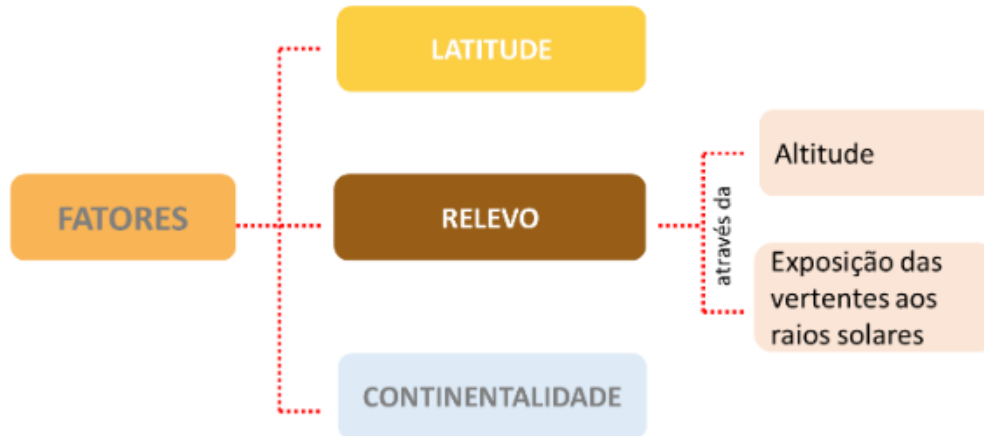 LATITUDE
FATORES
RELEVO
através da
Altitude
Exposição das
vertentes aos
raios solares
CONTINENTALIDADE